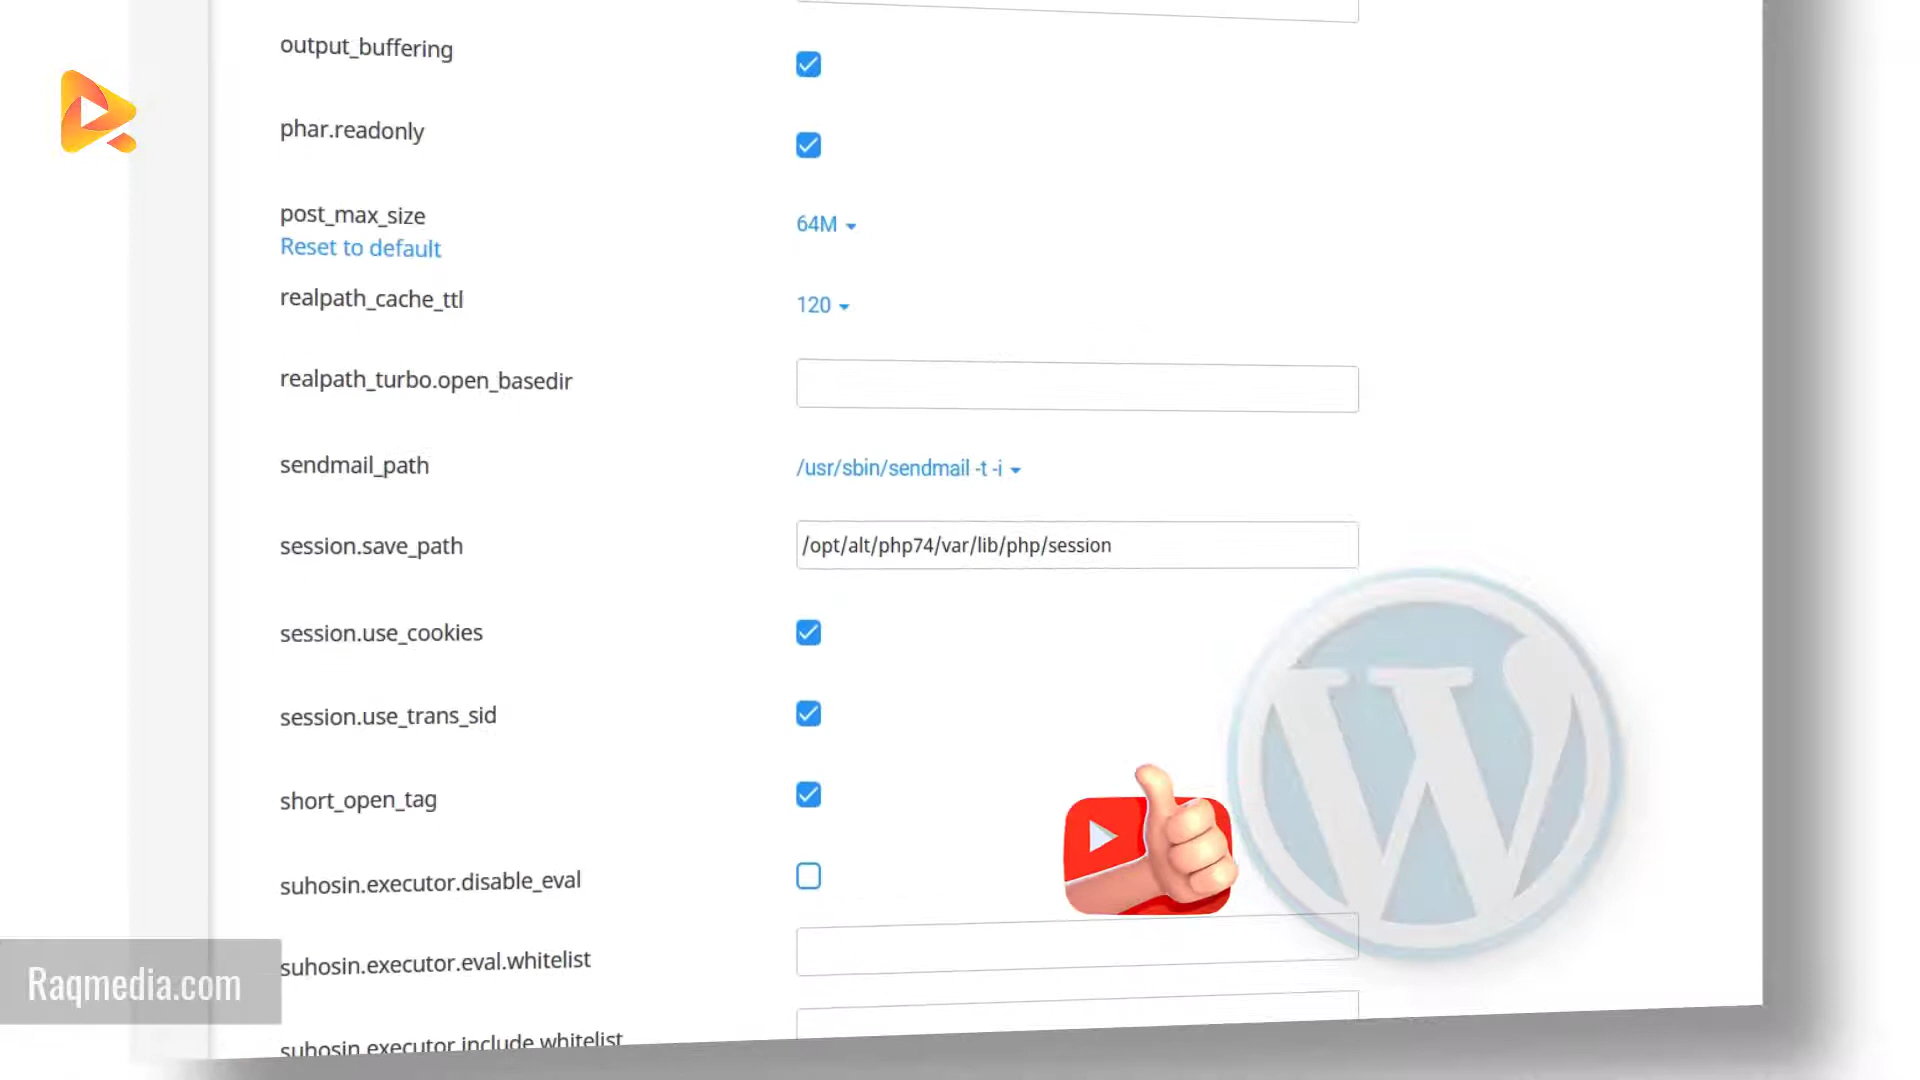 output_buffering
phar.readonly
post_max_size
64M
Reset to default
realpath_cache_ttl
120
realpath_turbo.open_basedir
sendmail_path
/usr/sbin/sendmail -t -i
session.save_path
/opt/alt/php74/var/lib/php/session
session.use_cookies
session.use_trans_sid
short_open_tag
suhosin.executor.disable_eval
suhosin.executor.eval.whitelist
suhosin.executor.include.whitelist
Raqmedia.com